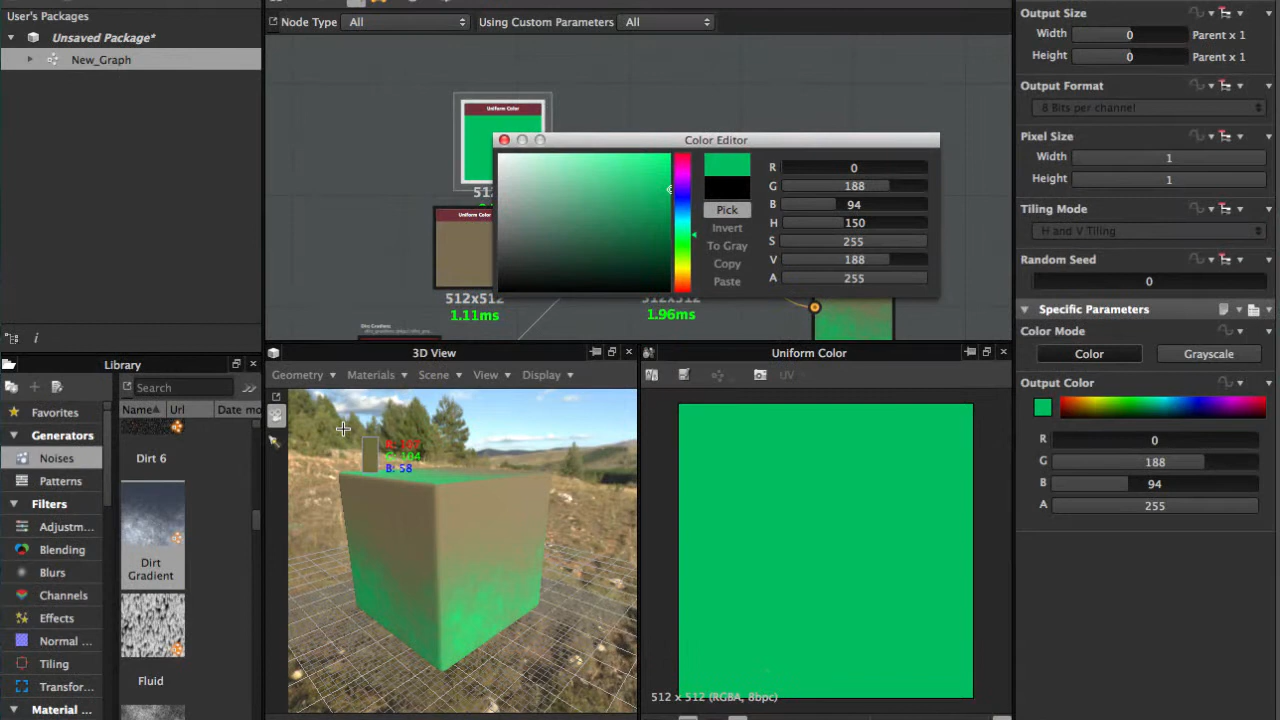 User's Packages
Unsaved Package*
New_Graph
Node Type
All
Using Custom Parameters
All
Uniform Color
Uniform Color
512x512
1.11ms
512x512
1.96ms
Dirt Gradient
Color Editor
R
0
G
188
B
94
H
150
S
255
V
188
A
255
Pick
Invert
To Gray
Copy
Paste
Library
Search
Name
Url
Date mo
Favorites
Generators
Noises
Patterns
Filters
Adjustm...
Blending
Blurs
Channels
Effects
Normal ...
Tiling
Transfor...
Material ...
Dirt 6
Dirt
Gradient
Fluid
3D View
Geometry
Materials
Scene
View
Display
B: 58
Uniform Color
UV
512 x 512 (RGBA, 8bpc)
Output Size
Width
0
Parent x 1
Height
0
Parent x 1
Output Format
8 Bits per channel
Pixel Size
Width
1
Height
1
Tiling Mode
H and V Tiling
Random Seed
0
Specific Parameters
Color Mode
Color
Grayscale
Output Color
R
0
G
188
B
94
A
255